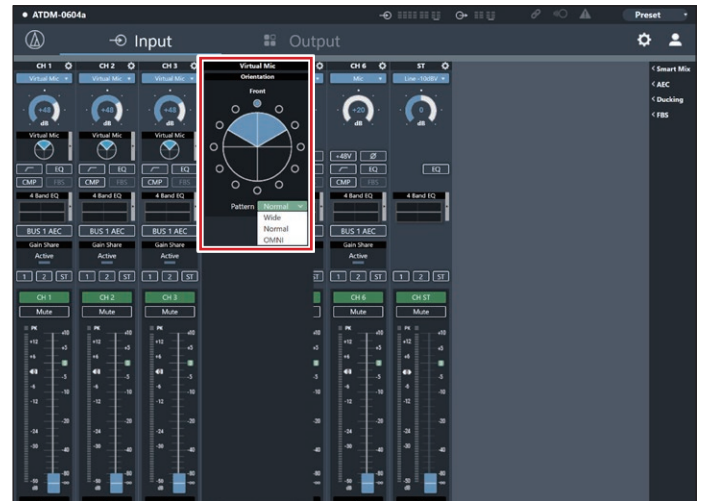 ATDM-0604a
Preset
Input
Output
CH 1 CH 2 CH 3 Virtual Mic CH 6 ST
< Smart Mix
< AEC
< Ducking
< FBS
Virtual Mic Virtual Mic Virtual Mic Orientation Mic Line -10dBV
Front
+48 +48 +48 +20 0
dB dB dB dB dB
Virtual Mic Virtual Mic Virtual Mic
+48V Ø
EQ EQ EQ EQ
CMP FBS CMP FBS CMP FBS CMP FBS
4 Band EQ 4 Band EQ 4 Band EQ 4 Band EQ 4 Band EQ
Pattern Normal
Wide
Normal
OMNI
BUS 1 AEC BUS 1 AEC BUS 1 AEC BUS 1 AEC
Gain Share Gain Share Gain Share Gain Share
Active Active Active Active
1 2 ST 1 2 ST 1 2 ST ST 1 2 ST 1 2 ST
CH 1 CH 2 CH 3 CH 6 CH ST
Mute Mute Mute Mute Mute
PK PK PK PK PK